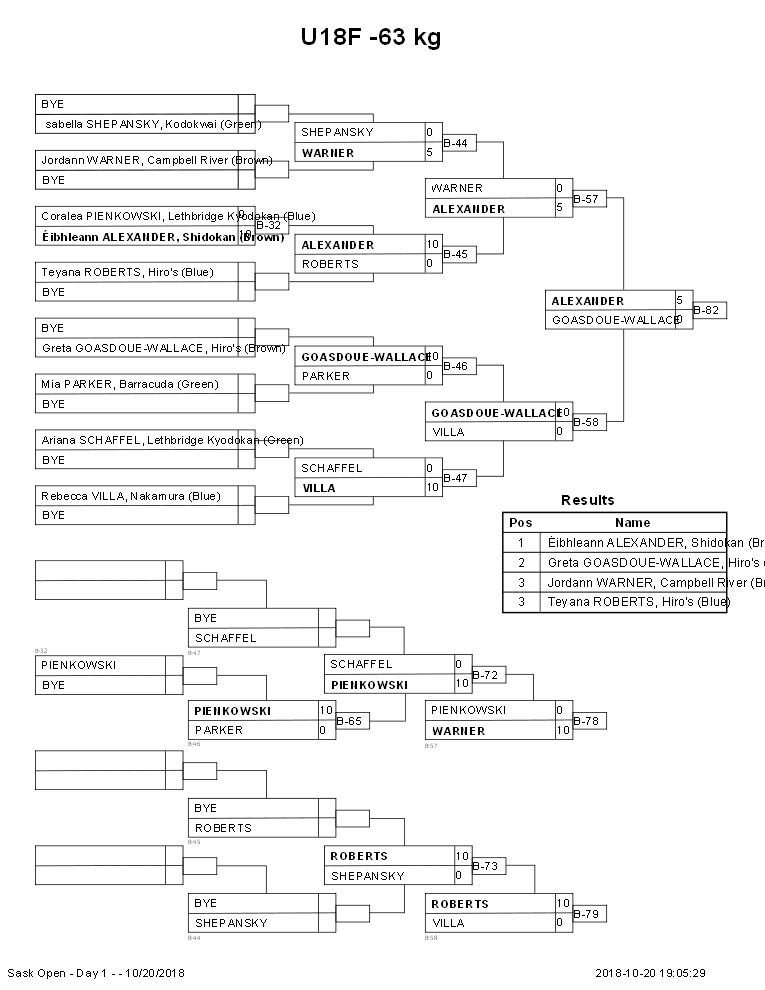 U18F -63 kg
BYE
sabella SHEPANSKY, Kodokwai (Green)
Jordann WARNER, Campbell River (Brown)
BYE
Coralea PIENKOWSKI, Lethbridge Kyodokan (Blue) 0
Éibhleann ALEXANDER, Shidokan (Brown) 10
B-32
Teyana ROBERTS, Hiro's (Blue)
BYE
BYE
Greta GOASDOUE-WALLACE, Hiro's (Brown)
Mia PARKER, Barracuda (Green)
BYE
Ariana SCHAFFEL, Lethbridge Kyodokan (Green)
BYE
Rebecca VILLA, Nakamura (Blue)
BYE
SHEPANSKY 0
WARNER 5
B-44
ALEXANDER 10
ROBERTS 0
B-45
GOASDOUE-WALLACE 10
PARKER 0
B-46
SCHAFFEL 0
VILLA 10
B-47
WARNER 0
ALEXANDER 5
B-57
GOASDOUE-WALLACE 10
VILLA 0
B-58
ALEXANDER 5
GOASDOUE-WALLACE 0
B-82
Results
Pos Name
1 Éibhleann ALEXANDER, Shidokan (Br
2 Greta GOASDOUE-WALLACE, Hiro's (
3 Jordann WARNER, Campbell River (Br
3 Teyana ROBERTS, Hiro's (Blue)
BYE
SCHAFFEL
B47
B-32
PIENKOWSKI
BYE
PIENKOWSKI 10
PARKER 0
B-65
B46
SCHAFFEL 0
PIENKOWSKI 10
B-72
PIENKOWSKI 0
WARNER 10
B-78
B57
BYE
ROBERTS
B45
BYE
SHEPANSKY
B44
ROBERTS 10
SHEPANSKY 0
B-73
ROBERTS 10
VILLA 0
B-79
B58
Sask Open - Day 1 - - 10/20/2018
2018-10-20 19:05:29